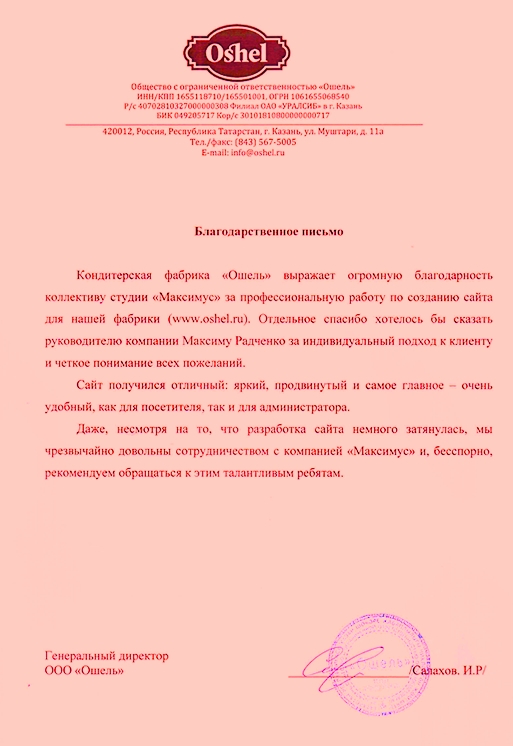 Oshel
Общество с ограниченной ответственностью «Ошель»
ИНН/КПП 1655118710/165501001, ОГРН 1061655068540
Р/с 40702810327000000308 Филиал ОАО «УРАЛСИБ» в г. Казань
БИК 049205717 Кор/с 30101810800000000717
420012, Россия, Республика Татарстан, г. Казань, ул. Муштари, д. 11а
Тел./факс: (843) 567-5005
E-mail: info@oshel.ru
Благодарственное письмо
Кондитерская фабрика «Ошель» выражает огромную благодарность
коллективу студии «Максимус» за профессиональную работу по созданию сайта
для нашей фабрики (www.oshel.ru). Отдельное спасибо хотелось бы сказать
руководителю компании Максиму Радченко за индивидуальный подход к клиенту
и четкое понимание всех пожеланий.
Сайт получился отличный: яркий, продвинутый и самое главное – очень
удобный, как для посетителя, так и для администратора.
Даже, несмотря на то, что разработка сайта немного затянулась, мы
чрезвычайно довольны сотрудничеством с компанией «Максимус» и, бесспорно,
рекомендуем обращаться к этим талантливым ребятам.
Генеральный директор
ООО «Ошель»
/Салахов. И.Р/